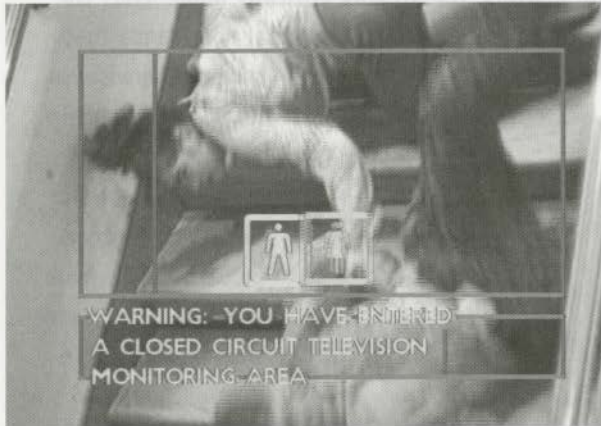 WARNING: YOU HAVE ENTERED
A CLOSED CIRCUIT TELEVISION
MONITORING AREA